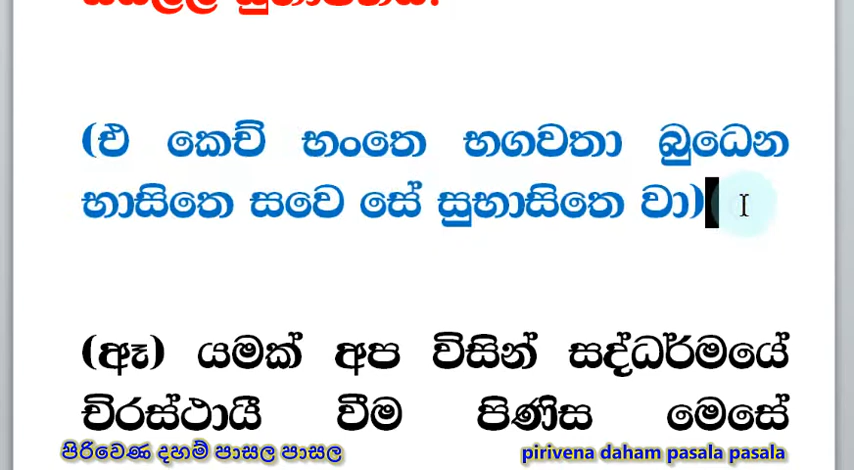 (එ කෙච් භංතෙ භගවතා බුධෙන
භාසිතෙ සවෙ සේ සුභාසිතෙ වා)
(ඈ) යමක් අප විසින් සද්ධර්මයේ
චිරස්ථායී වීම පිණිස මෙසේ
පිරිවෙණ දහම් පාසල පාසල
pirivena daham pasala pasala